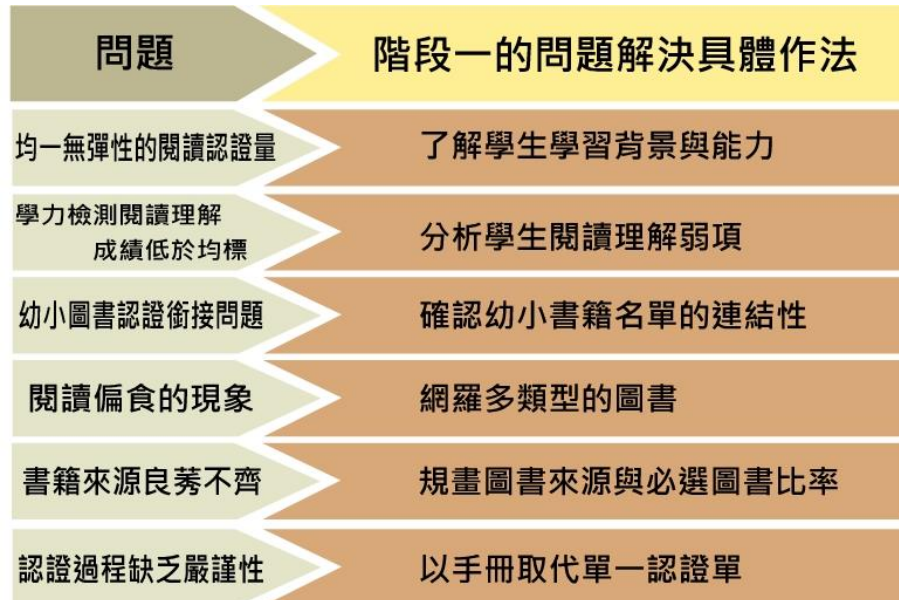 問題
階段一的問題解決具體作法
均一無彈性的閱讀認證量
了解學生學習背景與能力
學力檢測閱讀理解
成績低於均標
分析學生閱讀理解弱項
幼小圖書認證銜接問題
確認幼小書籍名單的連結性
閱讀偏食的現象
網羅多類型的圖書
書籍來源良莠不齊
規畫圖書來源與必選圖書比率
認證過程缺乏嚴謹性
以手冊取代單一認證單